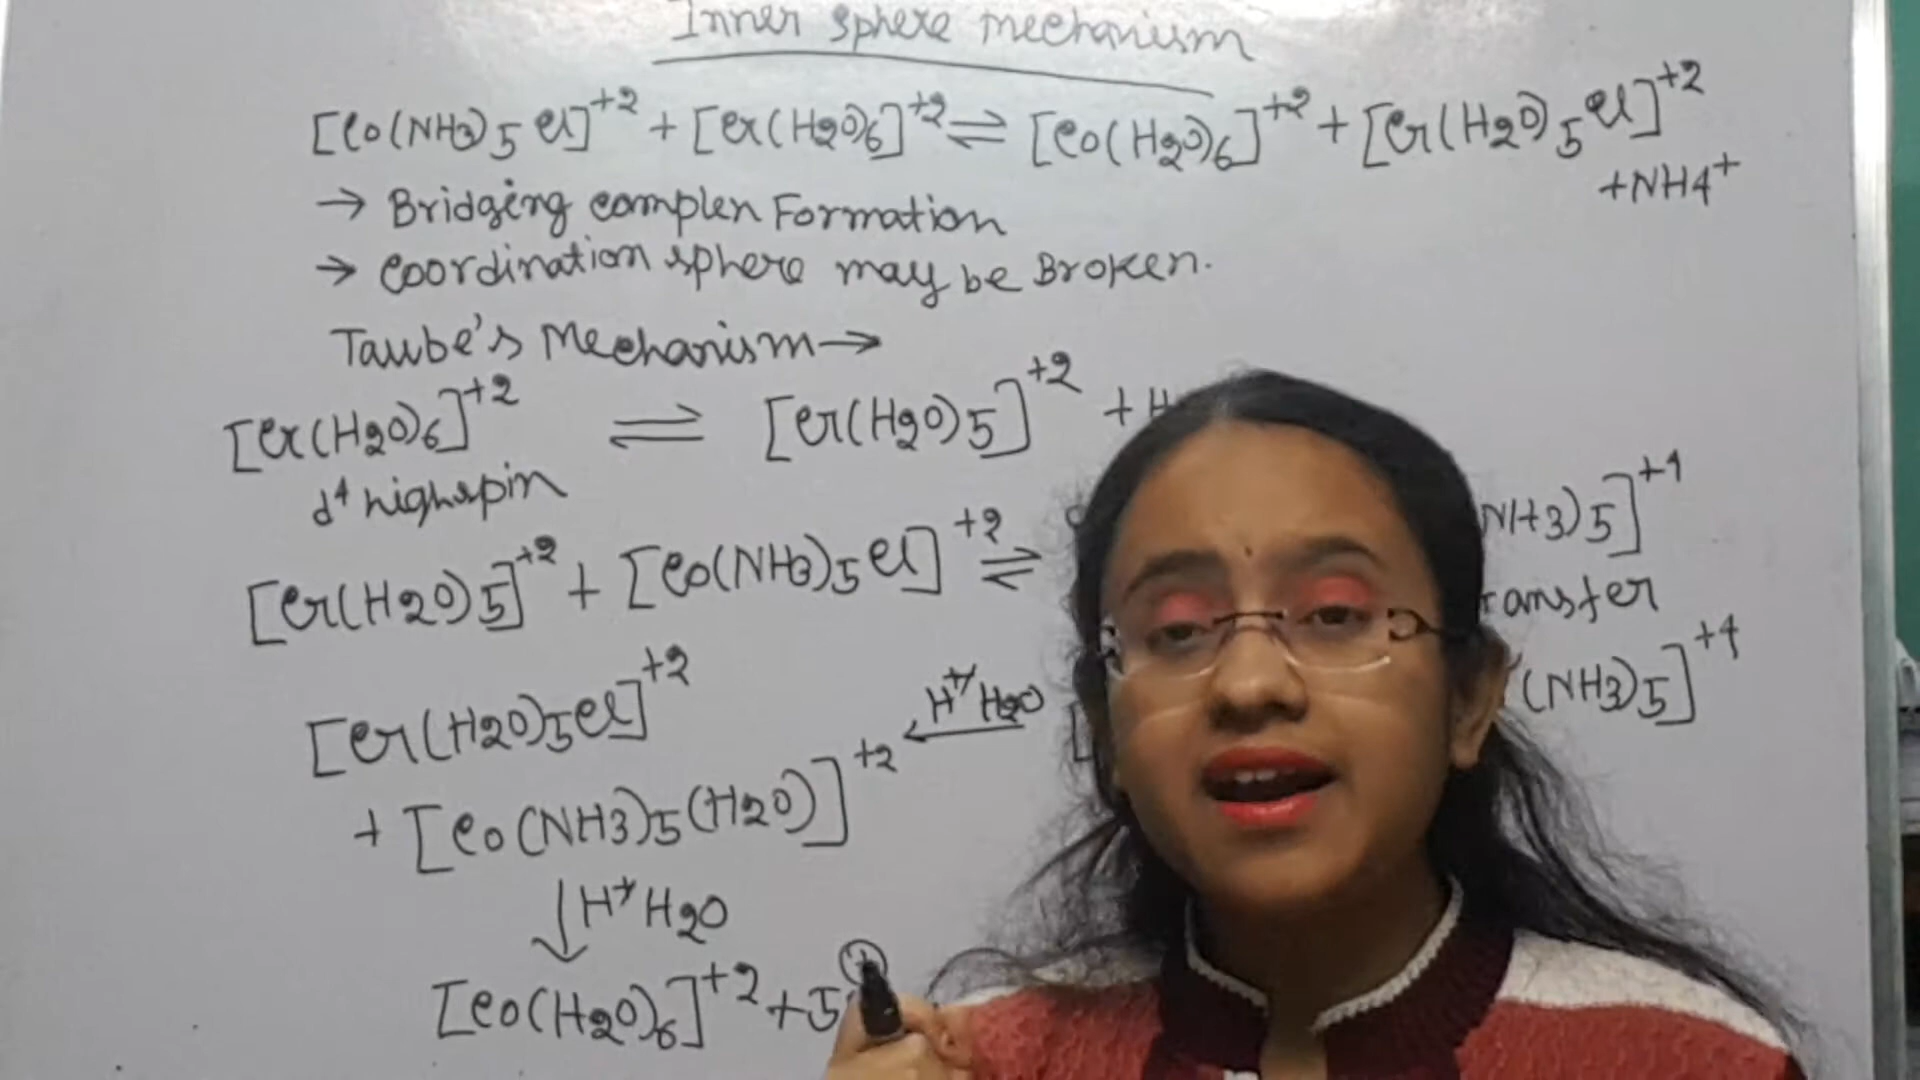 Inner sphere mechanism
[Co(NH3)5Cl]+2 + [Cr(H2O)6]+2 ⇌ [Co(H2O)6]+2 + [Cr(H2O)5Cl]+2
+NH4+
→ Bridging complex Formation
→ coordination sphere may be Broken.
Taube's Mechanism →
[Cr(H2O)6]+2 ⇌ [Cr(H2O)5]+2 + H
d4 highspin
[Cr(H2O)5]+2 + [Co(NH3)5Cl]+2 ⇌ NH3)5]+4
ransfer
[Cr(H2O)5Cl]+2 ← H+/H2O [ (NH3)5]+4
+ [Co(NH3)5(H2O)]+2
↓ H+ H2O
[Co(H2O)6]+2 + 5